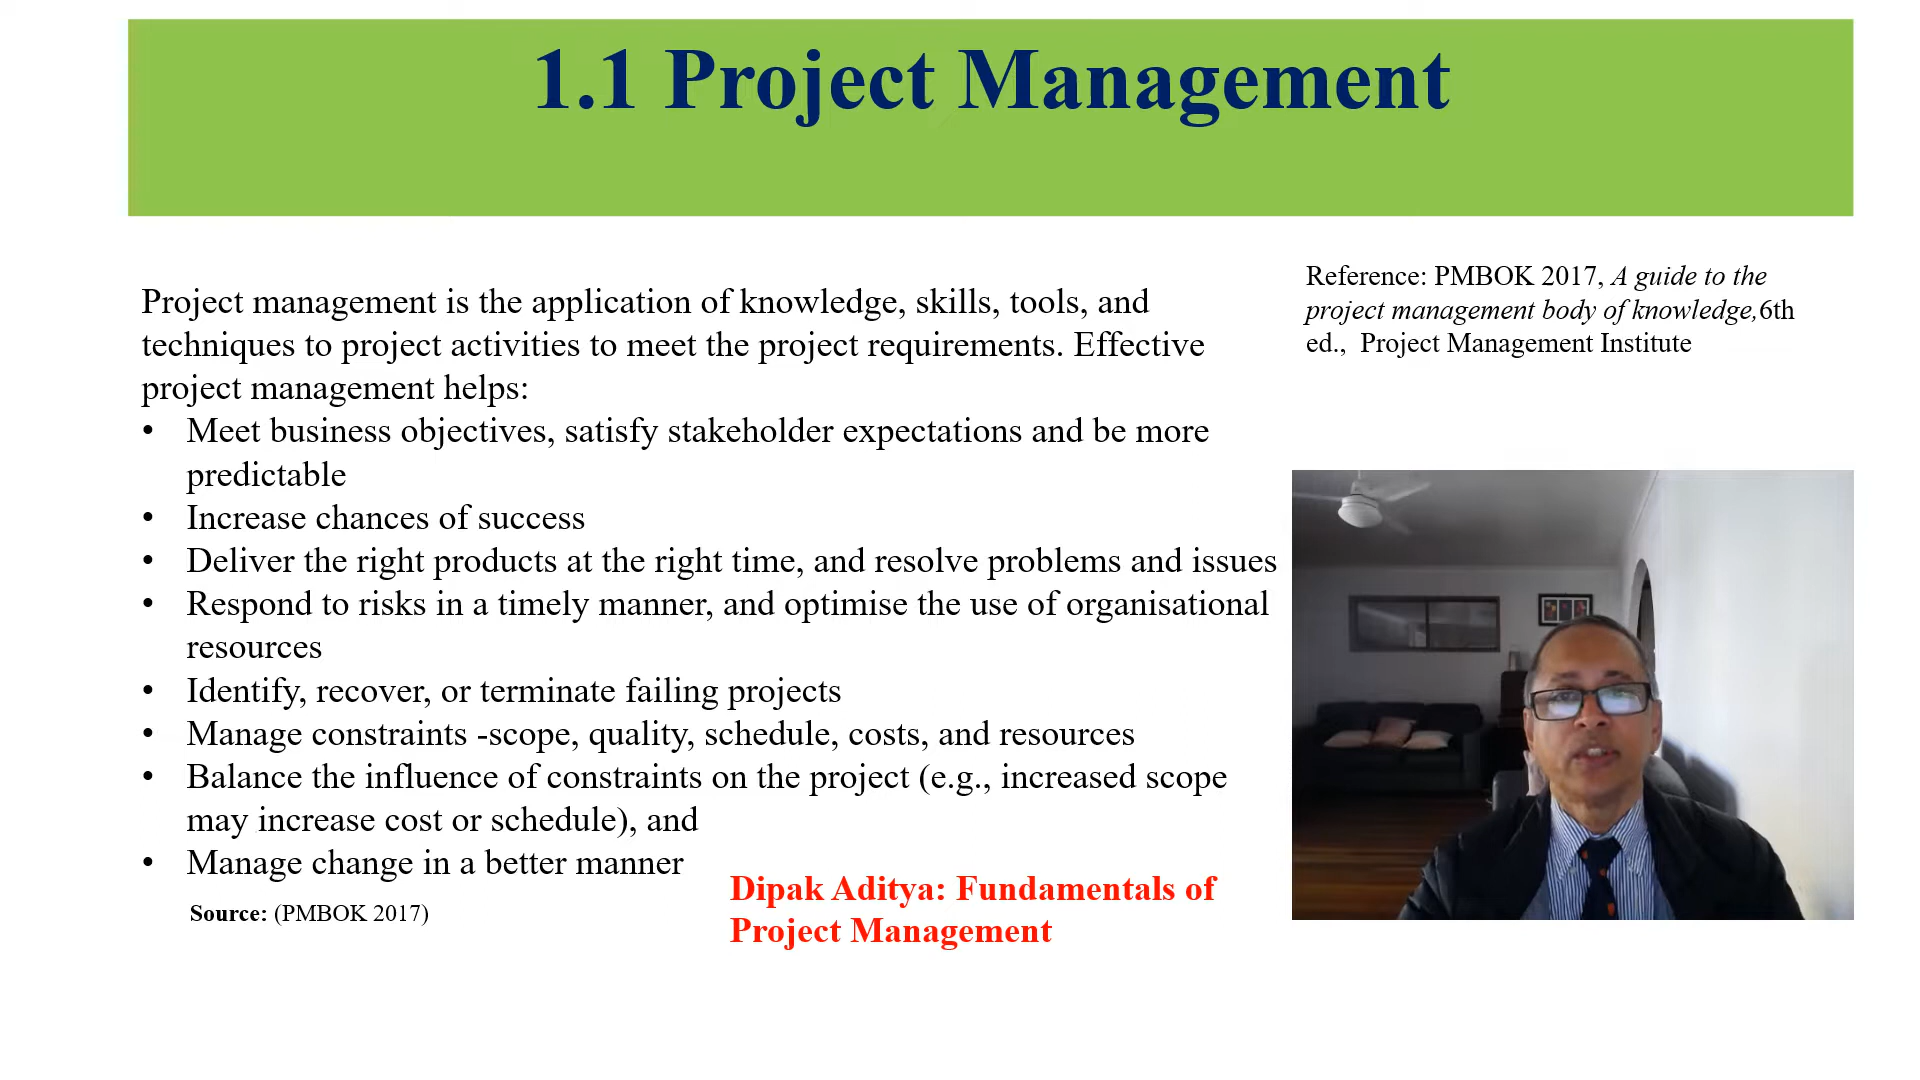 1.1 Project Management
Project management is the application of knowledge, skills, tools, and
techniques to project activities to meet the project requirements. Effective
project management helps:
• Meet business objectives, satisfy stakeholder expectations and be more
predictable
• Increase chances of success
• Deliver the right products at the right time, and resolve problems and issues
• Respond to risks in a timely manner, and optimise the use of organisational
resources
• Identify, recover, or terminate failing projects
• Manage constraints -scope, quality, schedule, costs, and resources
• Balance the influence of constraints on the project (e.g., increased scope
may increase cost or schedule), and
• Manage change in a better manner
Source: (PMBOK 2017)
Dipak Aditya: Fundamentals of
Project Management
Reference: PMBOK 2017, A guide to the
project management body of knowledge,6th
ed.,  Project Management Institute